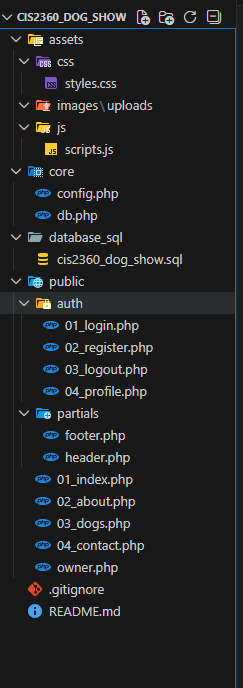 CIS2360_DOG_SHOW
assets
css
styles.css
images\uploads
js
scripts.js
core
config.php
db.php
database_sql
cis2360_dog_show.sql
public
auth
01_login.php
02_register.php
03_logout.php
04_profile.php
partials
footer.php
header.php
01_index.php
02_about.php
03_dogs.php
04_contact.php
owner.php
.gitignore
README.md